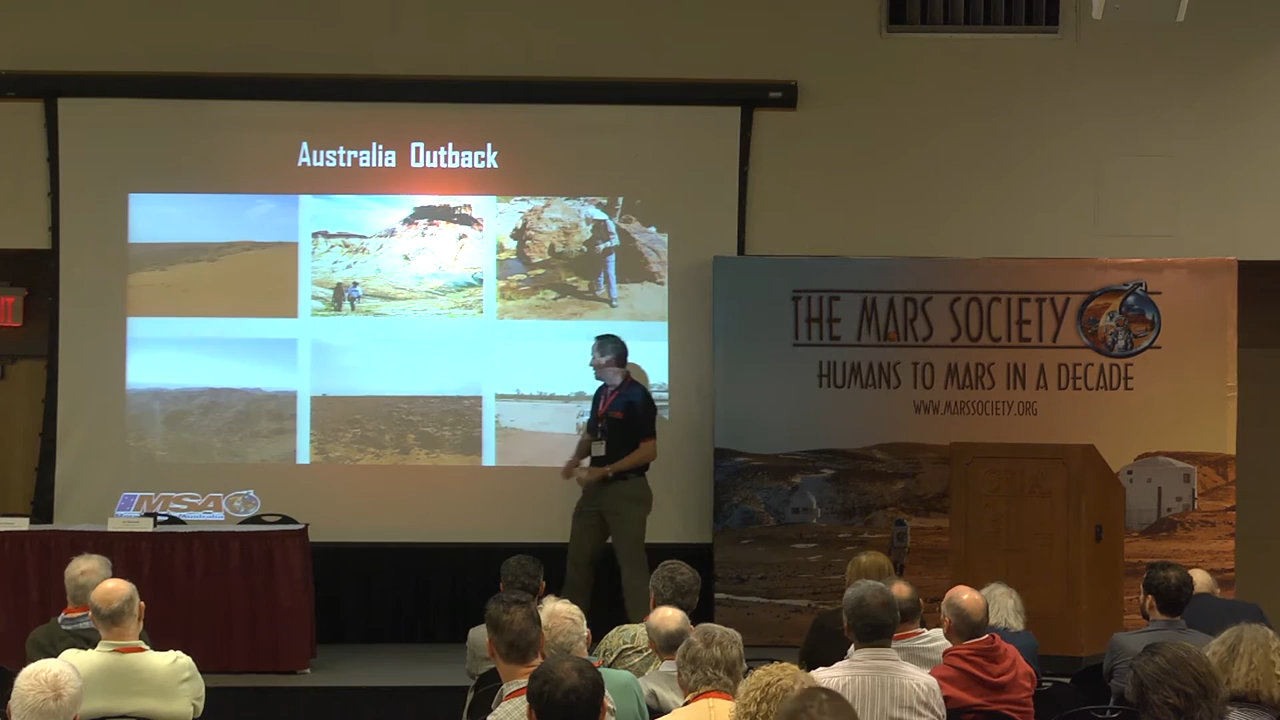 Australia Outback
THE MARS SOCIETY
HUMANS TO MARS IN A DECADE
WWW.MARSSOCIETY.ORG
MSA